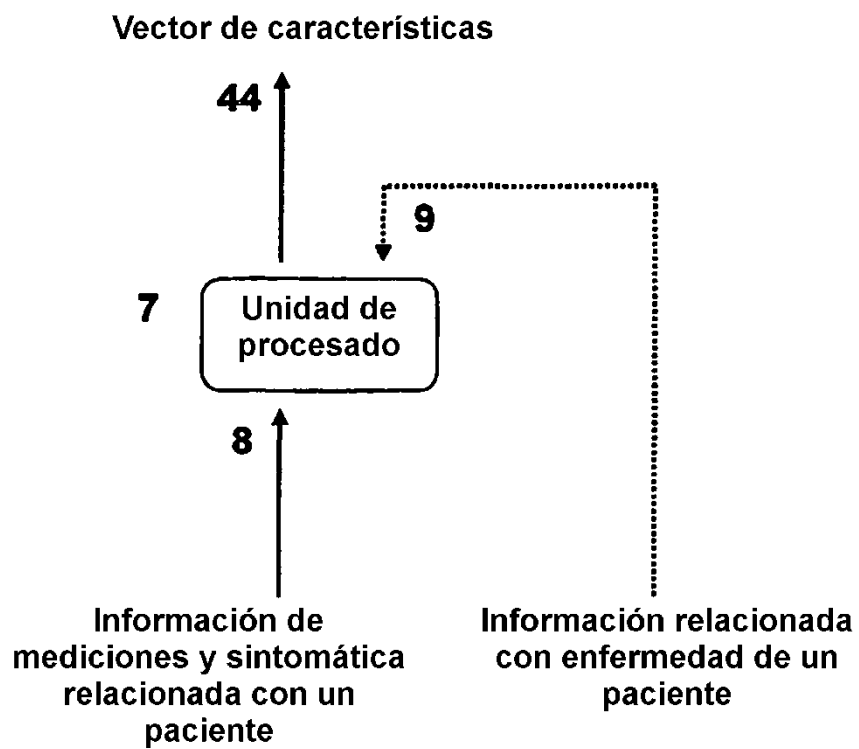 Vector de características
44
9
7
Unidad de
procesado
8
Información de
mediciones y sintomática
relacionada con un
paciente
Información relacionada
con enfermedad de un
paciente